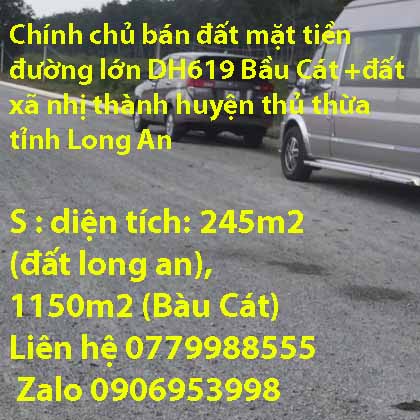 Chính chủ bán đất mặt tiền
đường lớn DH619 Bầu Cát +đất
xã nhị thành huyện thủ thừa
tỉnh Long An
S : diện tích: 245m2
(đất long an),
1150m2 (Bàu Cát)
Liên hệ 0779988555
Zalo 0906953998